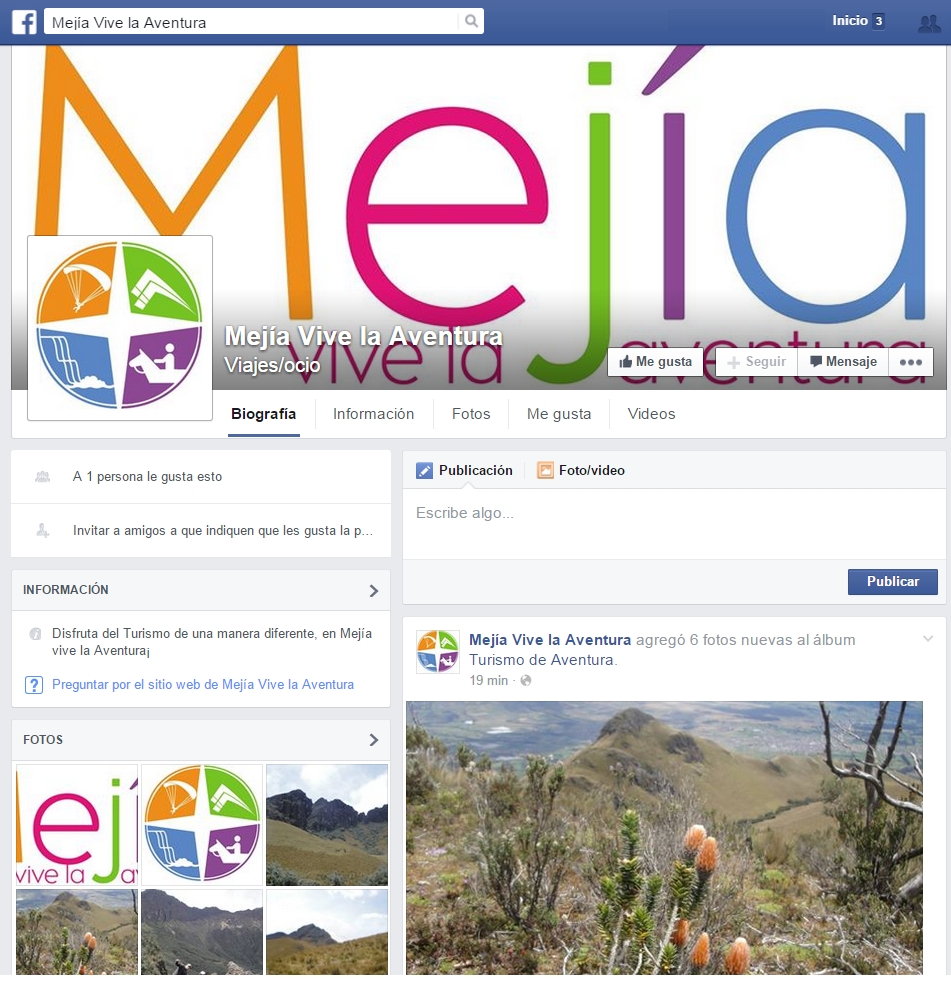 Mejía Vive la Aventura
Inicio 3
Mejía
vive la aventura
Mejía Vive la Aventura
Viajes/ocio
Me gusta
Seguir
Mensaje
Biografía
Información
Fotos
Me gusta
Videos
A 1 persona le gusta esto
Invitar a amigos a que indiquen que les gusta la p...
INFORMACIÓN
Disfruta del Turismo de una manera diferente, en Mejía
vive la Aventura¡
Preguntar por el sitio web de Mejía Vive la Aventura
FOTOS
ejí
vive la av
Publicación
Foto/video
Escribe algo...
Publicar
Mejía Vive la Aventura agregó 6 fotos nuevas al álbum
Turismo de Aventura.
19 min ·